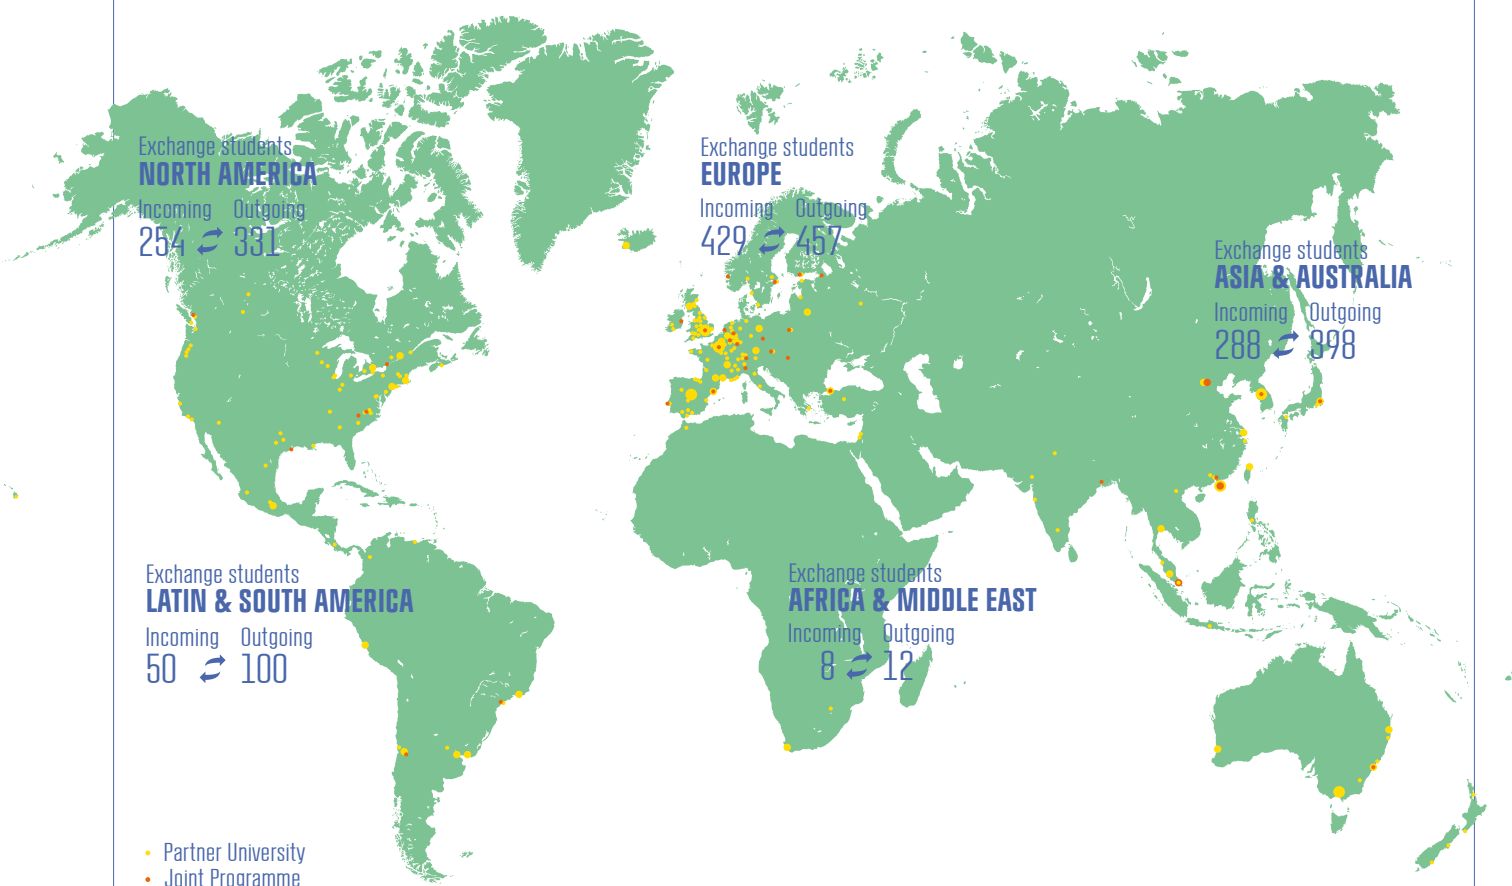 Exchange students
NORTH AMERICA
Incoming Outgoing
254 331
Exchange students
EUROPE
Incoming Outgoing
429 457
Exchange students
ASIA & AUSTRALIA
Incoming Outgoing
288 398
Exchange students
LATIN & SOUTH AMERICA
Incoming Outgoing
50 100
Exchange students
AFRICA & MIDDLE EAST
Incoming Outgoing
8 12
Partner University
Joint Programme